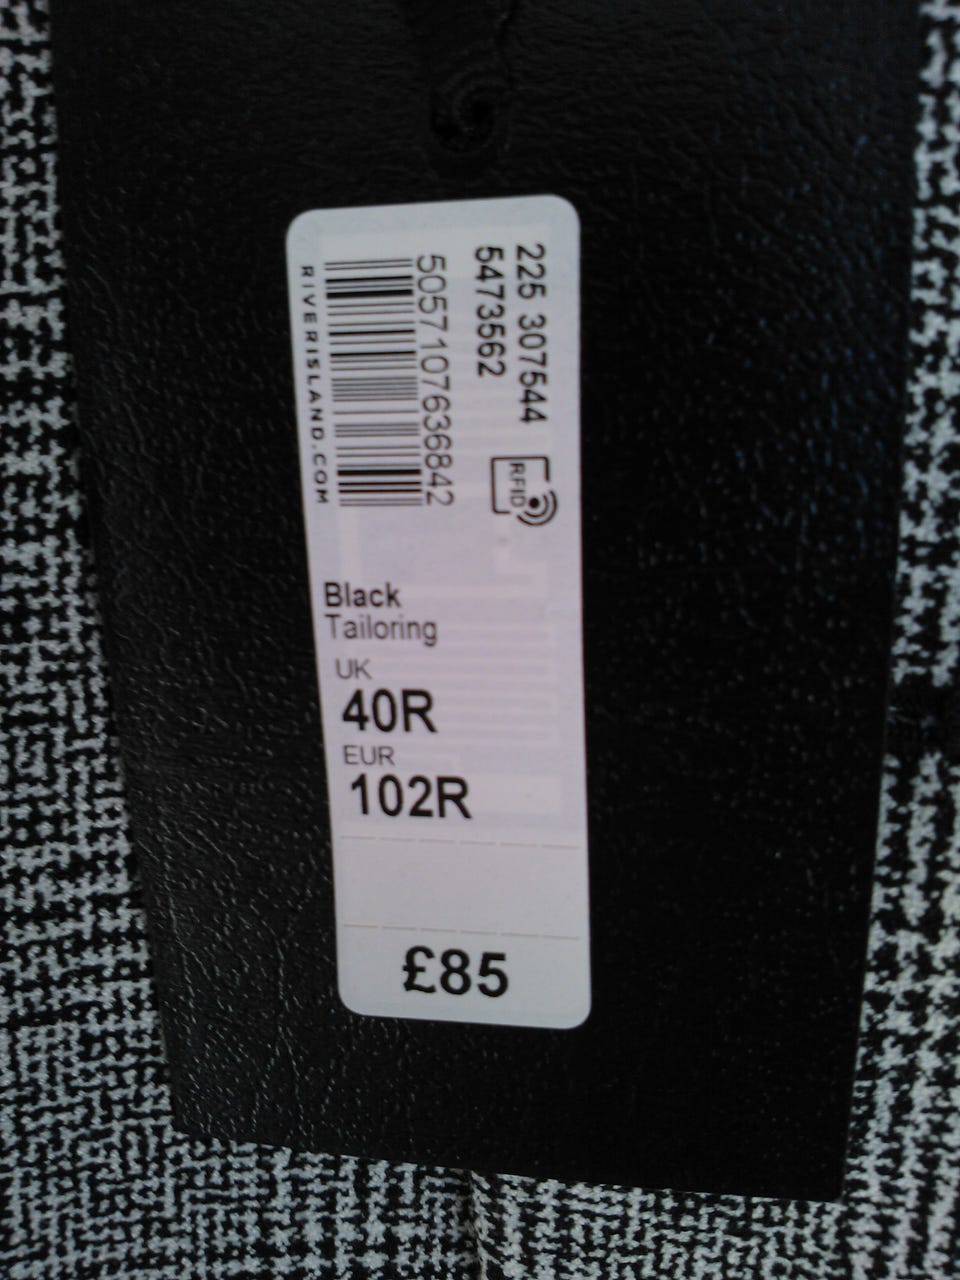 225 307544
5473562
RFID
5057107636842
RIVERISLAND.COM
Black
Tailoring
UK
40R
EUR
102R
£85